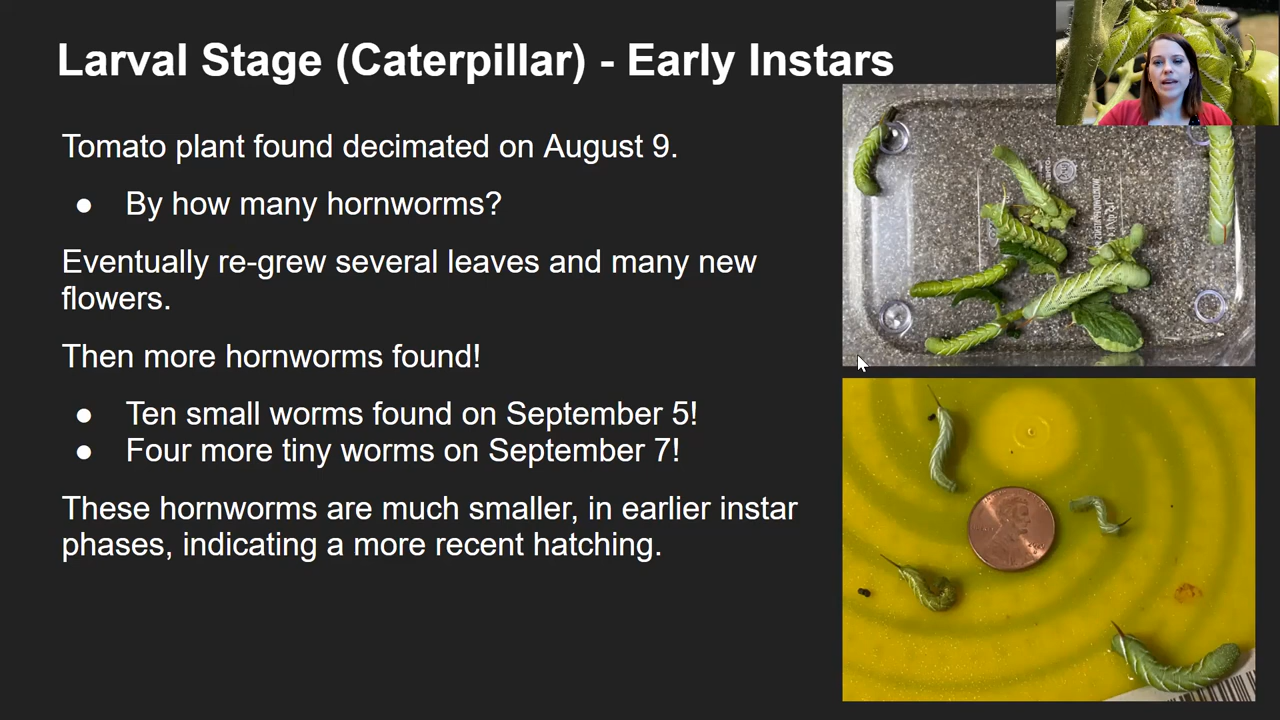 Larval Stage (Caterpillar) - Early Instars
Tomato plant found decimated on August 9.
● By how many hornworms?
Eventually re-grew several leaves and many new
flowers.
Then more hornworms found!
● Ten small worms found on September 5!
● Four more tiny worms on September 7!
These hornworms are much smaller, in earlier instar
phases, indicating a more recent hatching.